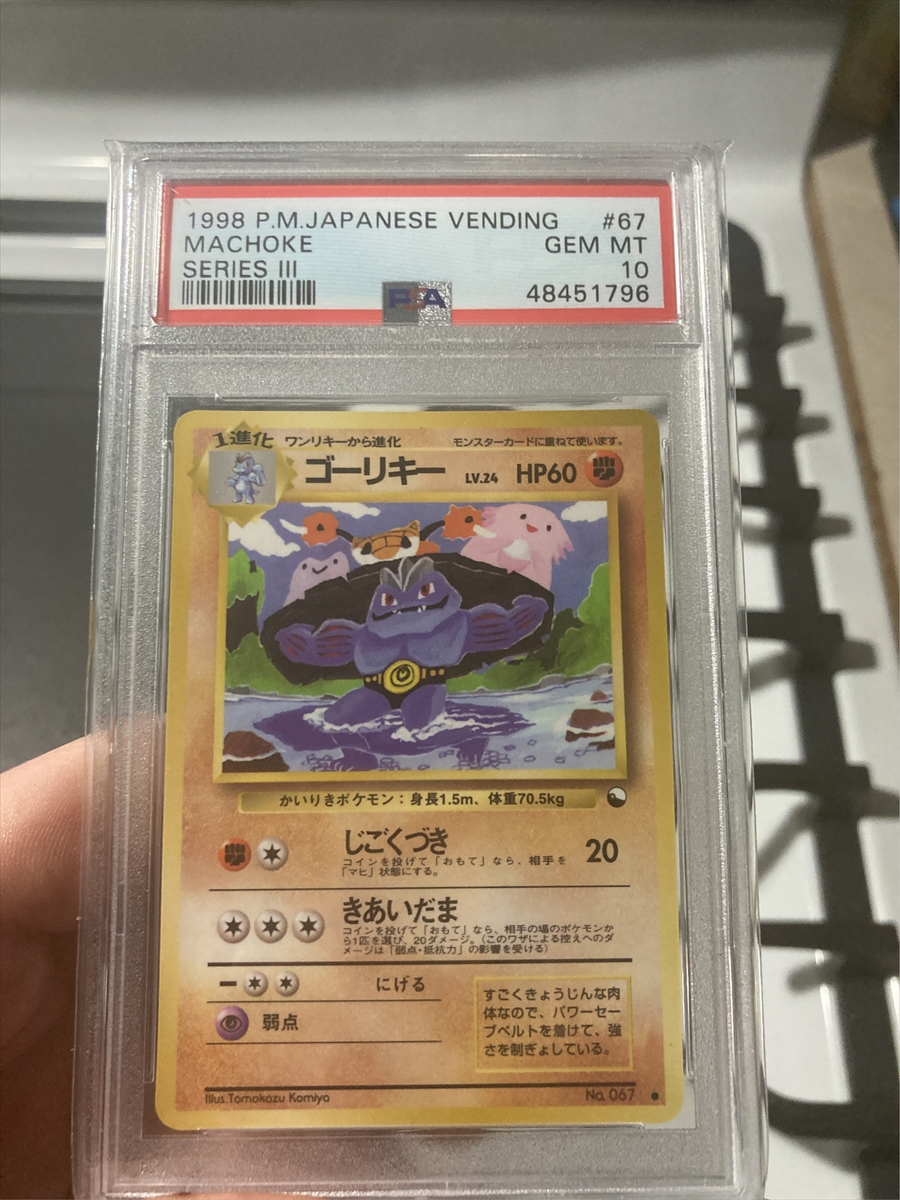 1998 P.M.JAPANESE VENDING #67
MACHOKE GEM MT
SERIES III 10
PSA 48451796
1進化 ワンリキーから進化 モンスターカードに重ねて使います。
ゴーリキー LV.24 HP60
かいりきポケモン：身長1.5m、体重70.5kg
じごくづき 20
コインを投げて「おもて」なら、相手を
「マヒ」状態にする。
きあいだま
コインを投げて「おもて」なら、相手の場のポケモンか
ら1匹を選び、20ダメージ。（このワザによる控えへのダ
メージは「弱点・抵抗力」の影響を受ける）
にげる
弱点
すごくきょうじんな肉
体なので、パワーセー
ブベルトを着けて、強
さを制ぎょしている。
Illus.Tomokazu Komiya No. 067